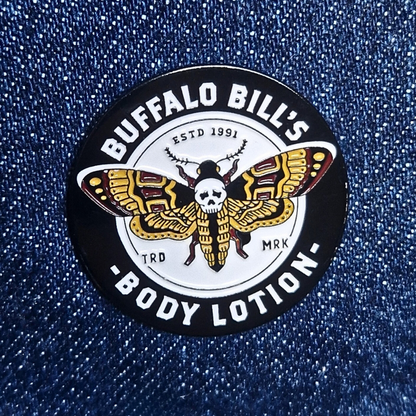 BUFFALO BILL'S
ESTD 1991
TRD MRK
-BODY LOTION-